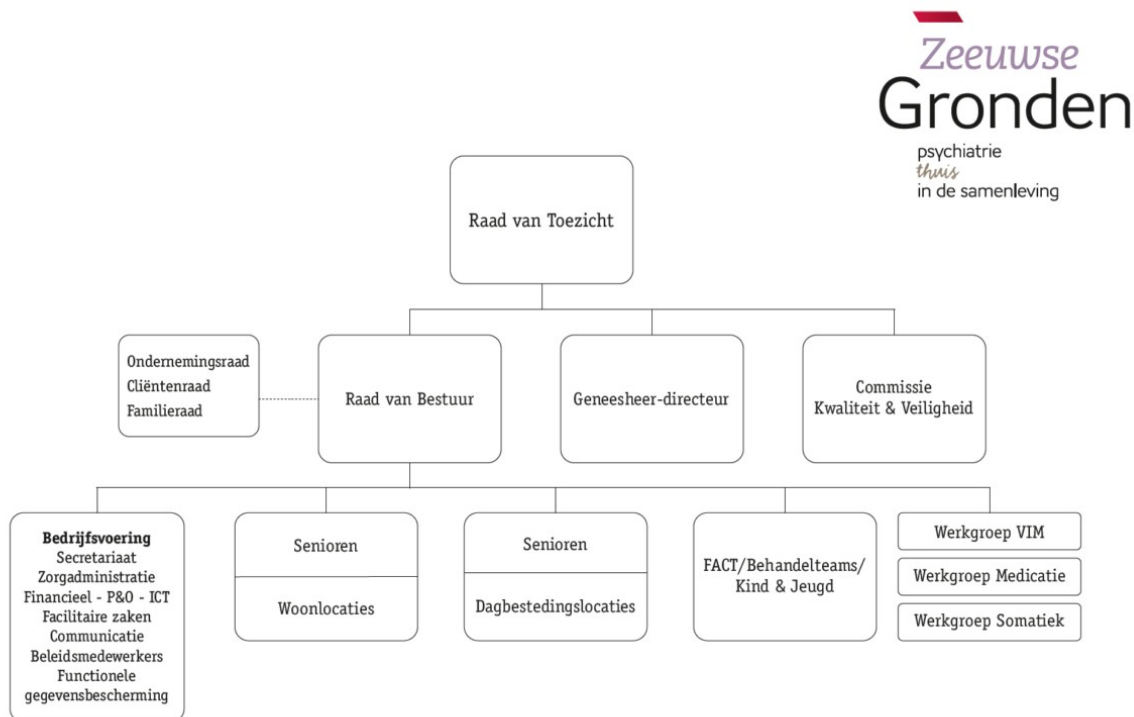 Zeeuwse
Gronden
psychiatrie
thuis
in de samenleving
Raad van Toezicht
Ondernemingsraad
Cliëntenraad
Familieraad
Raad van Bestuur
Geneesheer-directeur
Commissie
Kwaliteit & Veiligheid
Bedrijfsvoering
Secretariaat
Zorgadministratie
Financieel - P&O - ICT
Facilitaire zaken
Communicatie
Beleidsmedewerkers
Functionele
gegevensbescherming
Senioren
Woonlocaties
Senioren
Dagbestedingslocaties
FACT/Behandelteams/
Kind & Jeugd
Werkgroep VIM
Werkgroep Medicatie
Werkgroep Somatiek